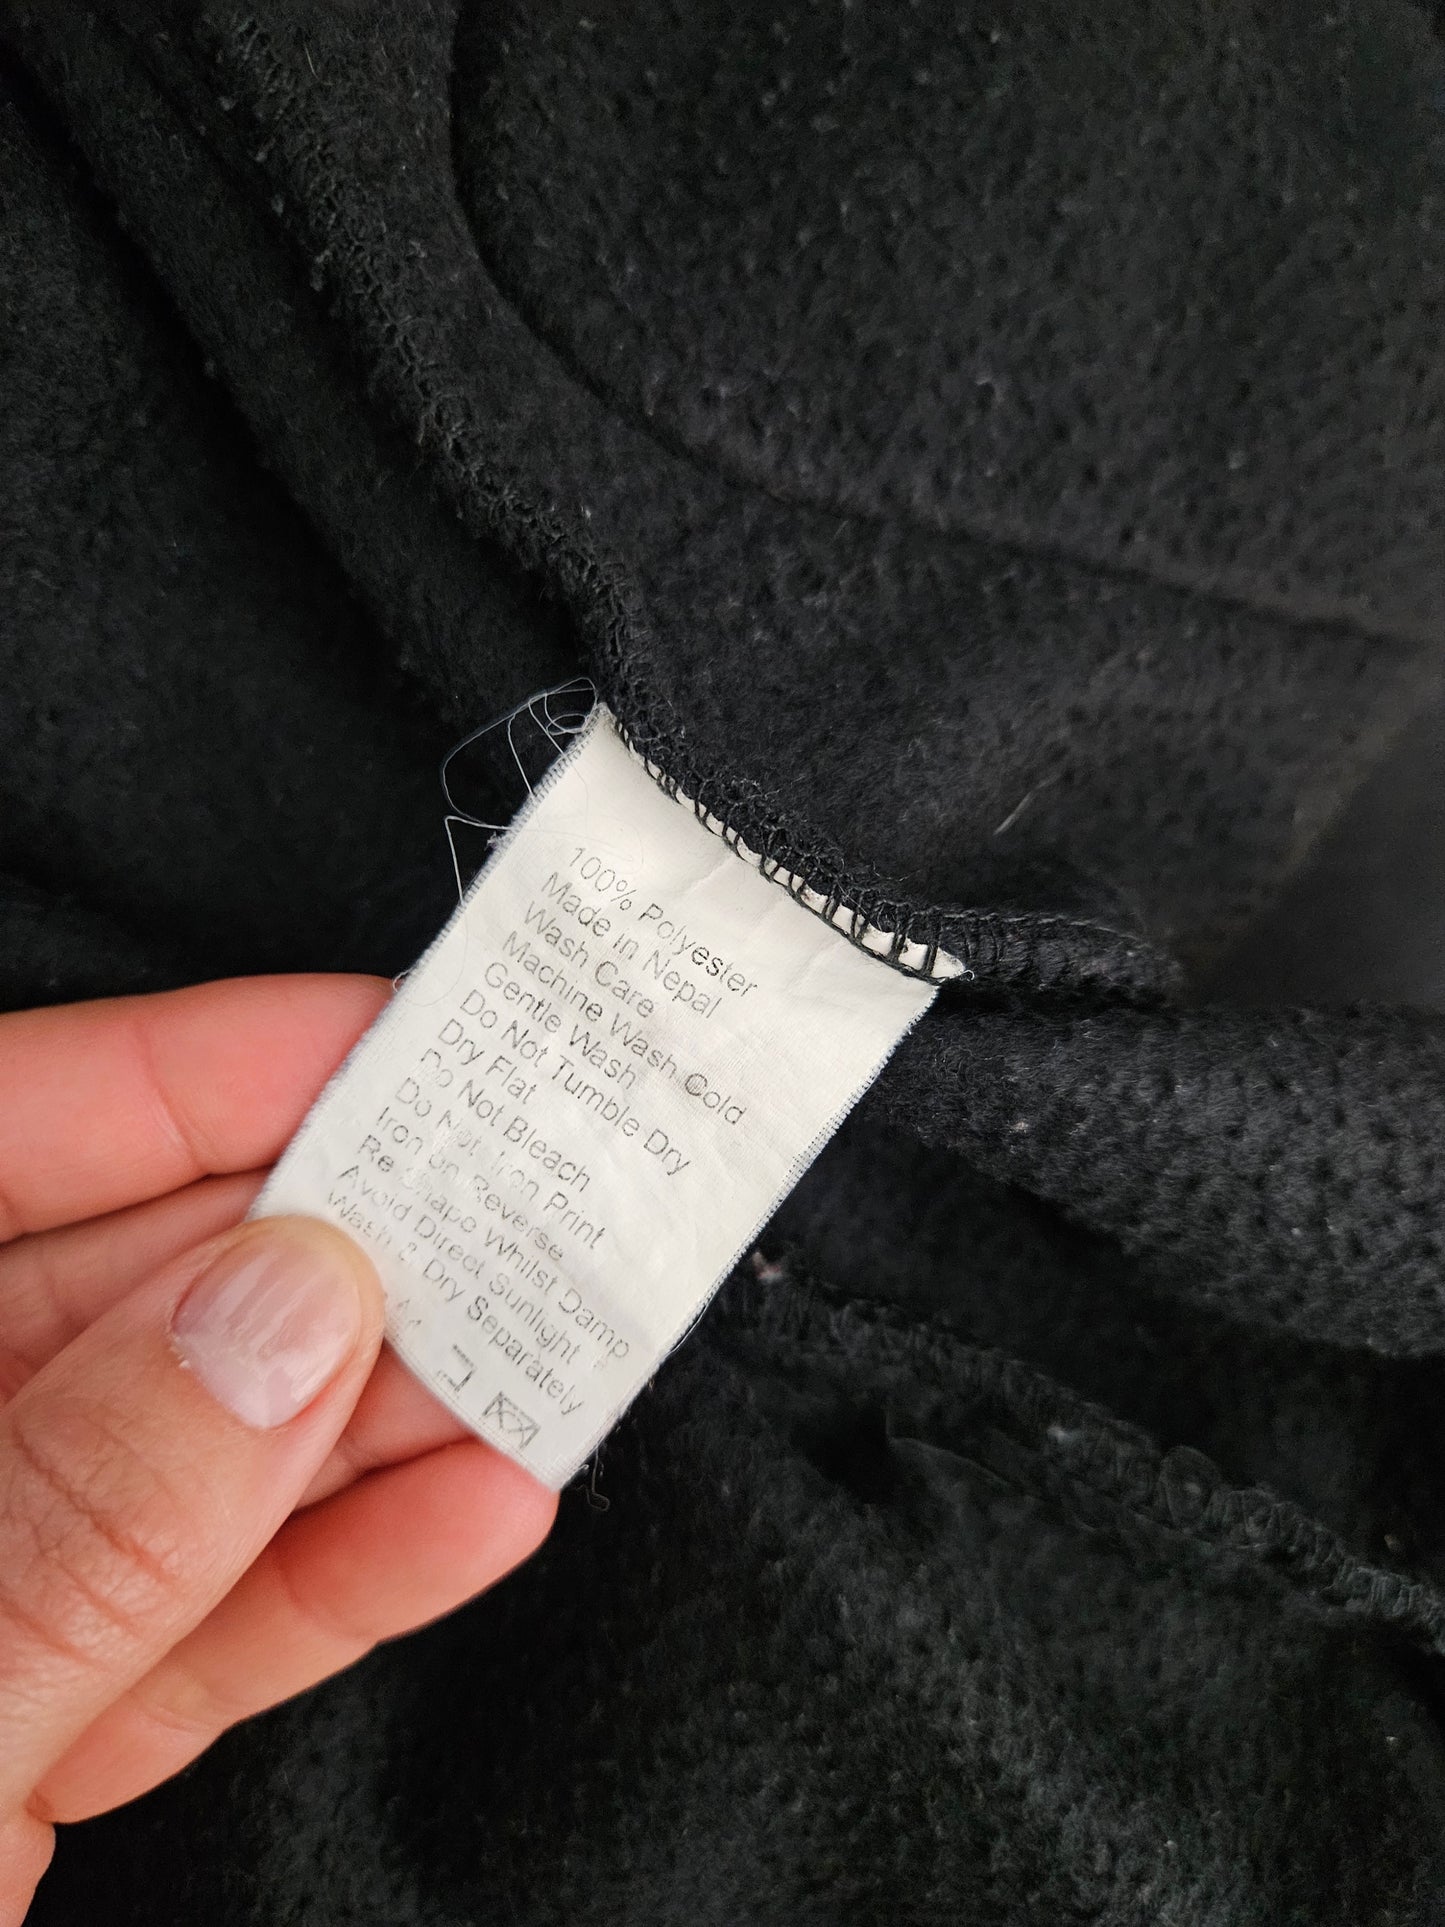 100% Polyester
Made in Nepal
Wash Care
Machine Wash Cold
Gentle Wash
Do Not Tumble Dry
Dry Flat
Do Not Bleach
Do Not Iron Print
Iron on Reverse
Re Shape Whilst Damp
Avoid Direct Sunlight
Wash & Dry Separately